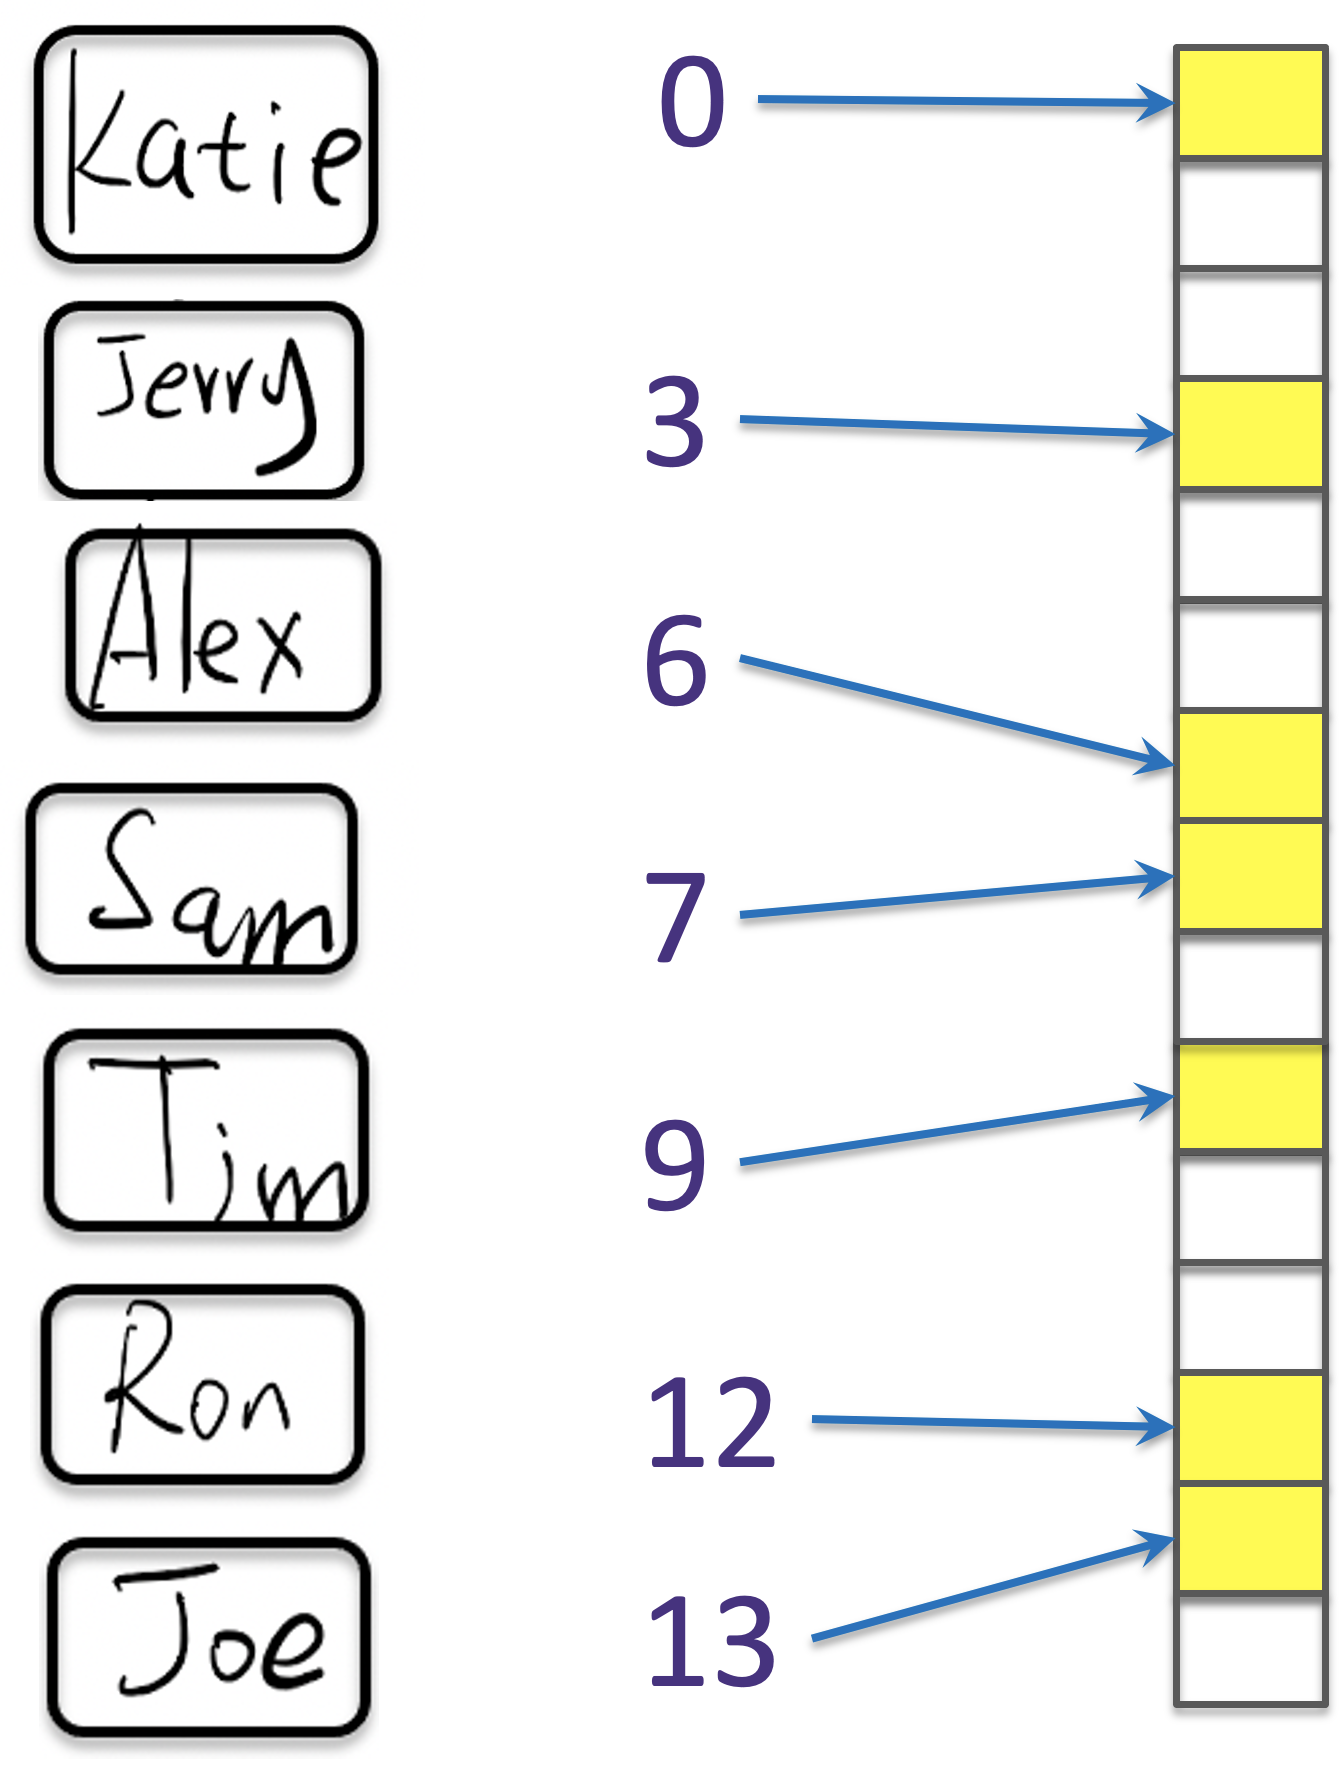 Katie 0
Jerry 3
Alex 6
Sam 7
Tim 9
Ron 12
Joe 13